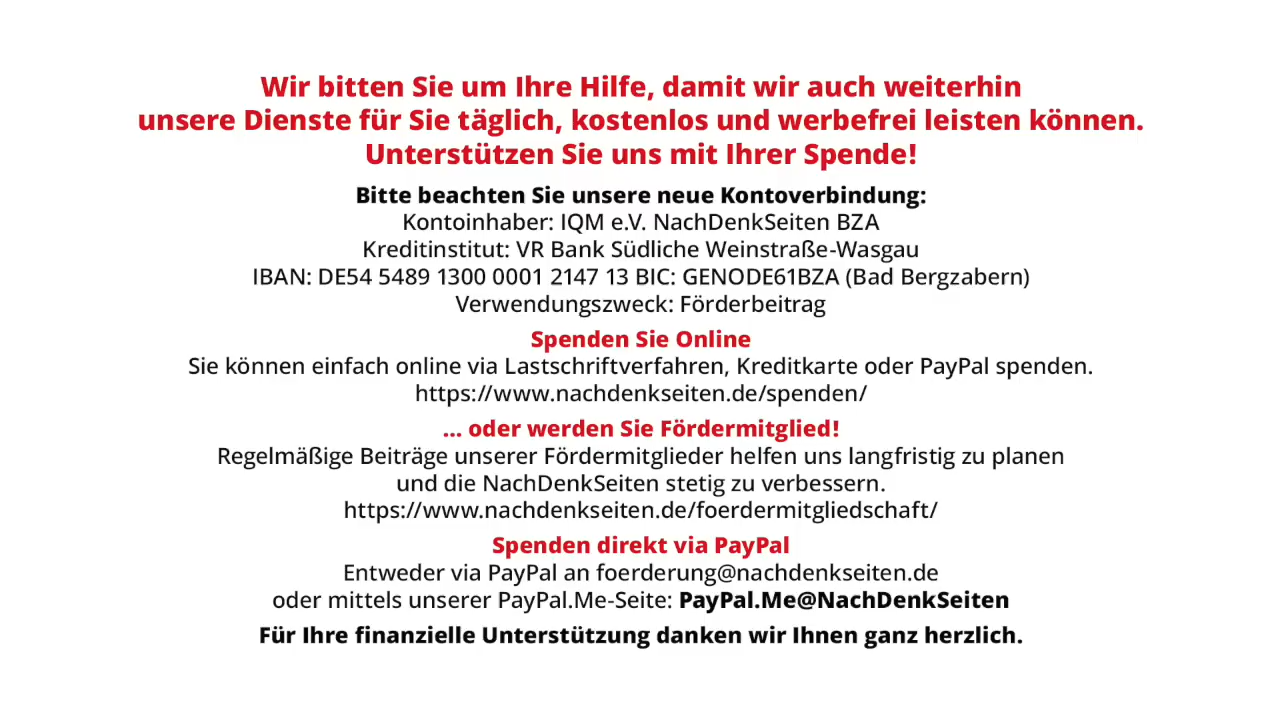 Wir bitten Sie um Ihre Hilfe, damit wir auch weiterhin
unsere Dienste für Sie täglich, kostenlos und werbefrei leisten können.
Unterstützen Sie uns mit Ihrer Spende!
Bitte beachten Sie unsere neue Kontoverbindung:
Kontoinhaber: IQM e.V. NachDenkSeiten BZA
Kreditinstitut: VR Bank Südliche Weinstraße-Wasgau
IBAN: DE54 5489 1300 0001 2147 13 BIC: GENODE61BZA (Bad Bergzabern)
Verwendungszweck: Förderbeitrag
Spenden Sie Online
Sie können einfach online via Lastschriftverfahren, Kreditkarte oder PayPal spenden.
https://www.nachdenkseiten.de/spenden/
... oder werden Sie Fördermitglied!
Regelmäßige Beiträge unserer Fördermitglieder helfen uns langfristig zu planen
und die NachDenkSeiten stetig zu verbessern.
https://www.nachdenkseiten.de/foerdermitgliedschaft/
Spenden direkt via PayPal
Entweder via PayPal an foerderung@nachdenkseiten.de
oder mittels unserer PayPal.Me-Seite: PayPal.Me@NachDenkSeiten
Für Ihre finanzielle Unterstützung danken wir Ihnen ganz herzlich.